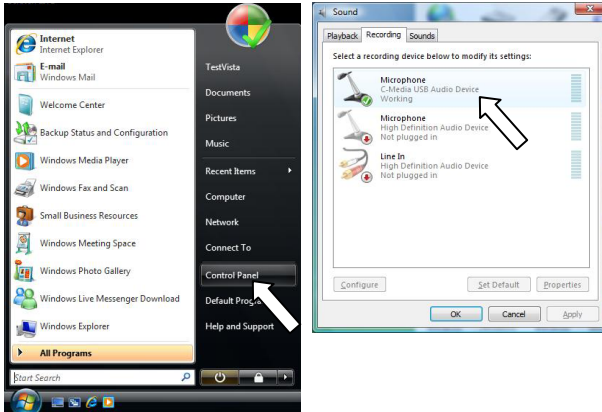 Internet
Internet Explorer
E-mail
Windows Mail
Welcome Center
Backup Status and Configuration
Windows Media Player
Windows Fax and Scan
Small Business Resources
Windows Meeting Space
Windows Photo Gallery
Windows Live Messenger Download
Windows Explorer
All Programs
Start Search
TestVista
Documents
Pictures
Music
Recent Items
Computer
Network
Connect To
Control Panel
Default
Help and Support
Sound
Playback Recording Sounds
Select a recording device below to modify its settings:
Microphone
C-Media USB Audio Device
Working
Microphone
High Definition Audio Device
Not plugged in
Line In
High Definition Audio Device
Not plugged in
Configure Set Default Properties
OK Cancel Apply